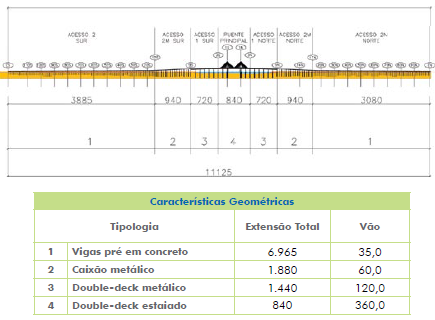 ACESSO 2 SUR
ACESSO 2M SUR
ACESSO 1 SUR
PUENTE PRINCIPAL
ACESSO 1 NORTE
ACESSO 2M NORTE
ACESSO 2N NORTE
3885 940 720 840 720 940 3080
1 2 3 4 3 2 1
11125
Características Geométricas
Tipologia Extensão Total Vão
1 Vigas pré em concreto 6.965 35,0
2 Caixão metálico 1.880 60,0
3 Double-deck metálico 1.440 120,0
4 Double-deck estaiado 840 360,0